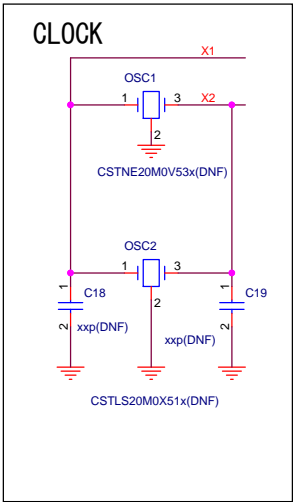 CLOCK
X1
OSC1
1 3 X2
2
CSTNE20M0V53x(DNF)
OSC2
1 3
1 C18 2 1 C19
2 xxp(DNF) 2 xxp(DNF)
CSTLS20M0X51x(DNF)